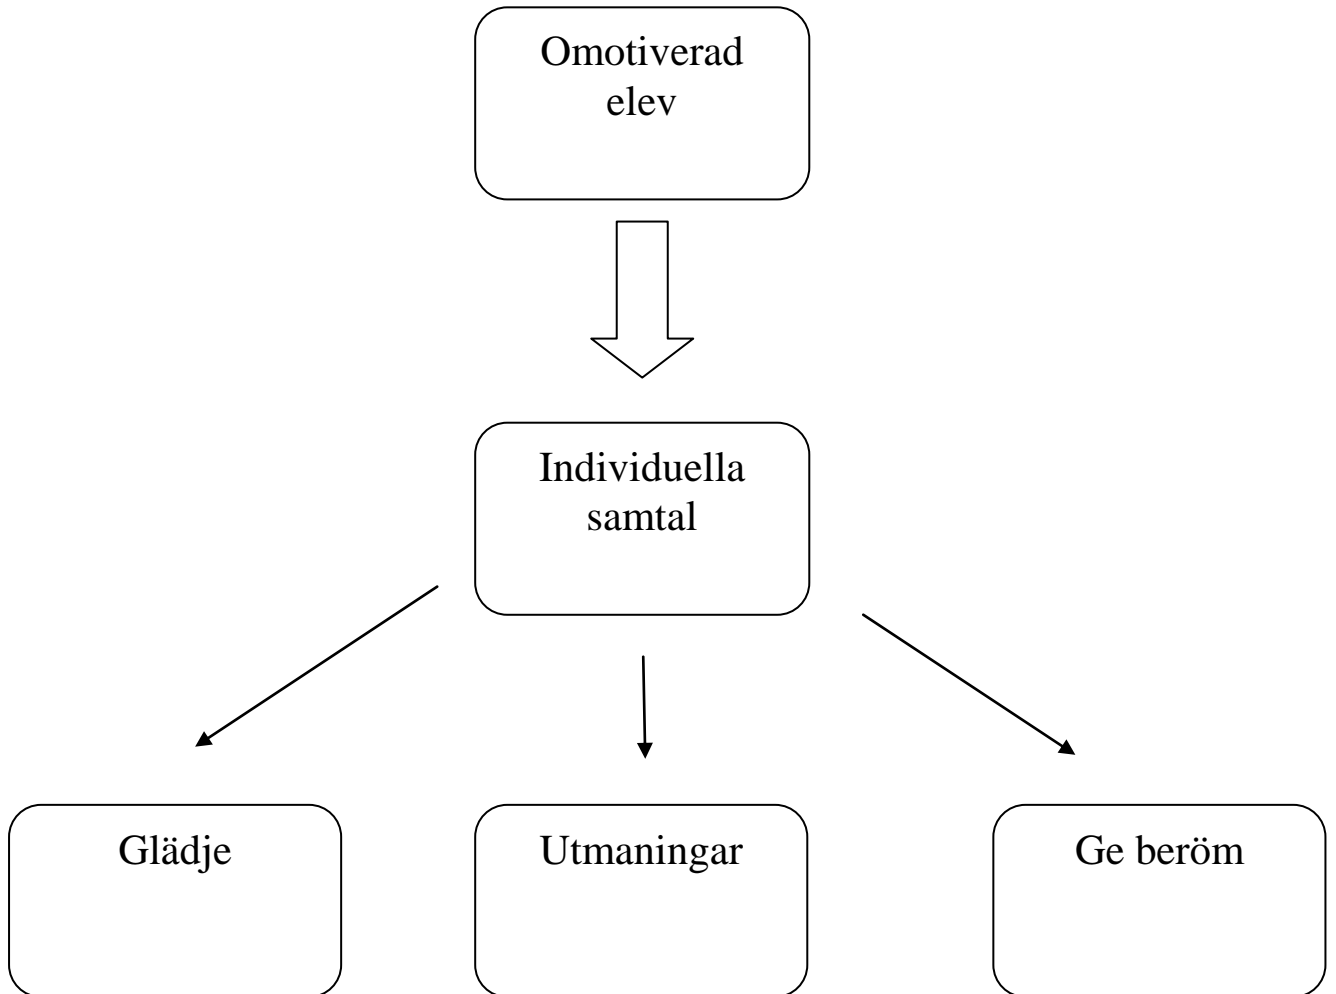 Omotiverad
elev
Individuella
samtal
Glädje
Utmaningar
Ge beröm